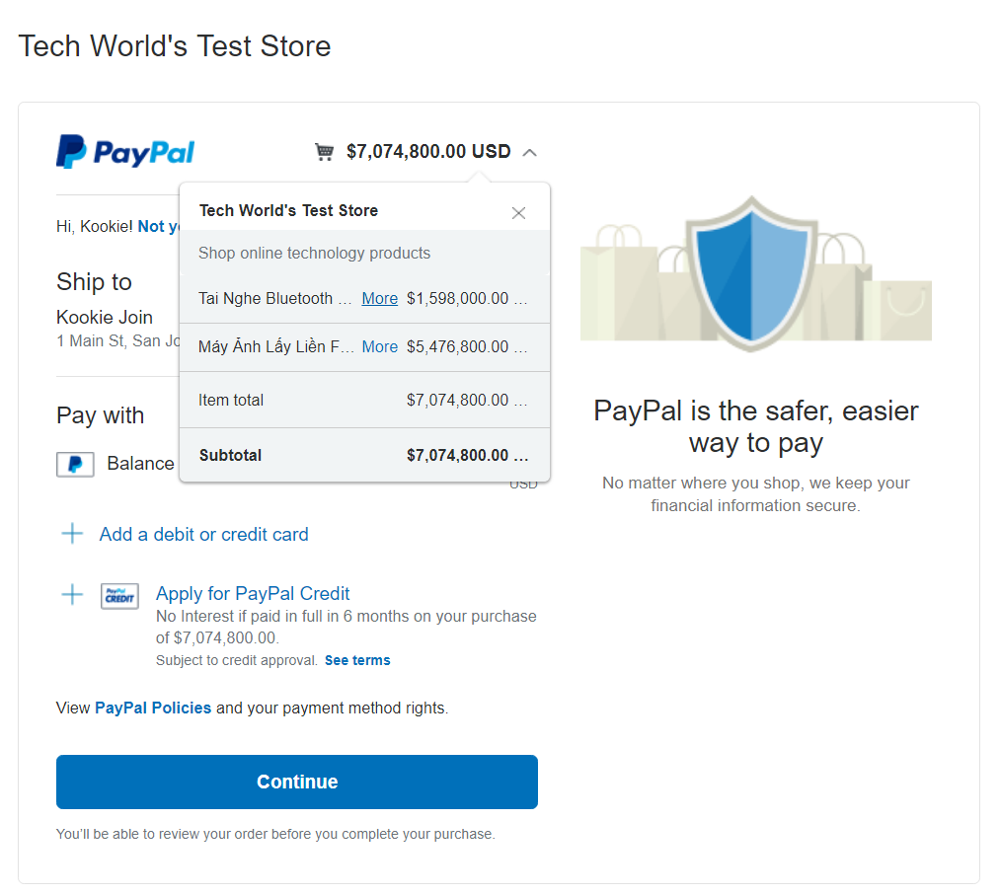 Tech World's Test Store
PayPal
$7,074,800.00 USD
Tech World's Test Store
Shop online technology products
Tai Nghe Bluetooth … More $1,598,000.00 …
Máy Ảnh Lấy Liền F… More $5,476,800.00 …
Item total $7,074,800.00 …
Subtotal $7,074,800.00 …
Hi, Kookie! Not
Ship to
Kookie Join
1 Main St, San
Pay with
Balance
USD
Add a debit or credit card
PayPal CREDIT
Apply for PayPal Credit
No Interest if paid in full in 6 months on your purchase
of $7,074,800.00.
Subject to credit approval. See terms
View PayPal Policies and your payment method rights.
Continue
You’ll be able to review your order before you complete your purchase.
PayPal is the safer, easier
way to pay
No matter where you shop, we keep your
financial information secure.